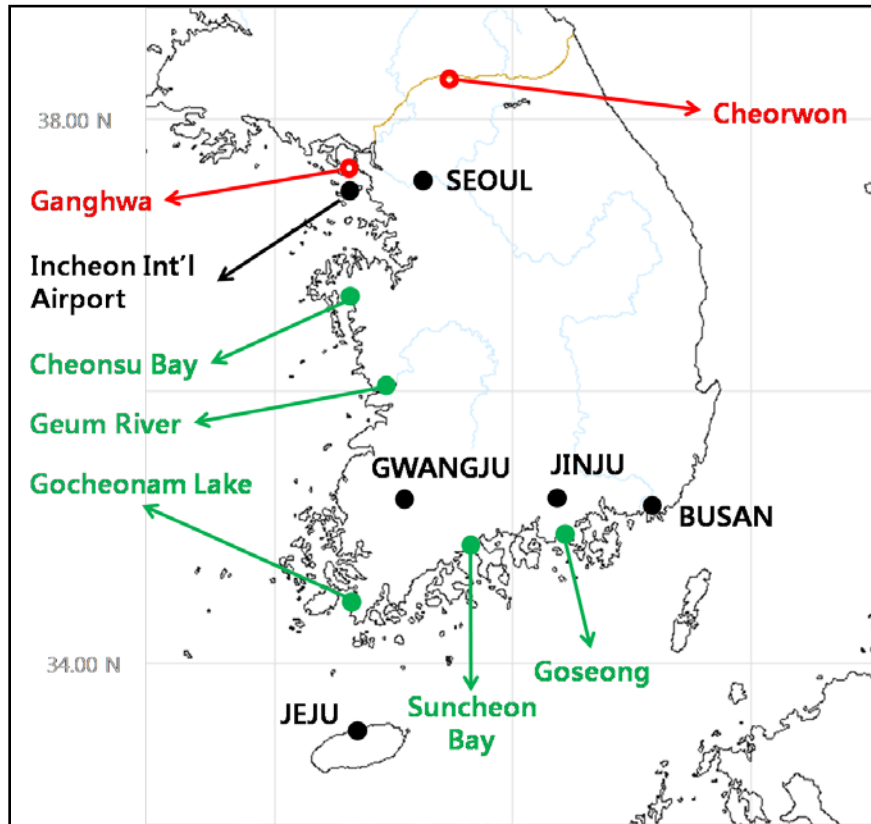 38.00 N
Cheorwon
SEOUL
Ganghwa
Incheon Int'l
Airport
Cheonsu Bay
Geum River
GWANGJU
JINJU
Gocheonam Lake
BUSAN
34.00 N
Goseong
Suncheon
Bay
JEJU